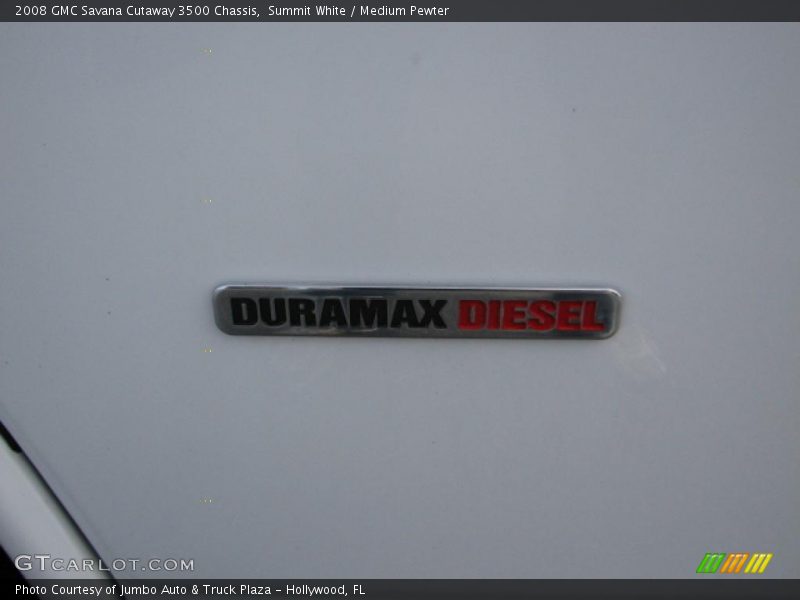 2008 GMC Savana Cutaway 3500 Chassis,  Summit White / Medium Pewter
DURAMAX DIESEL
GTCARLOT.COM
Photo Courtesy of Jumbo Auto & Truck Plaza - Hollywood, FL